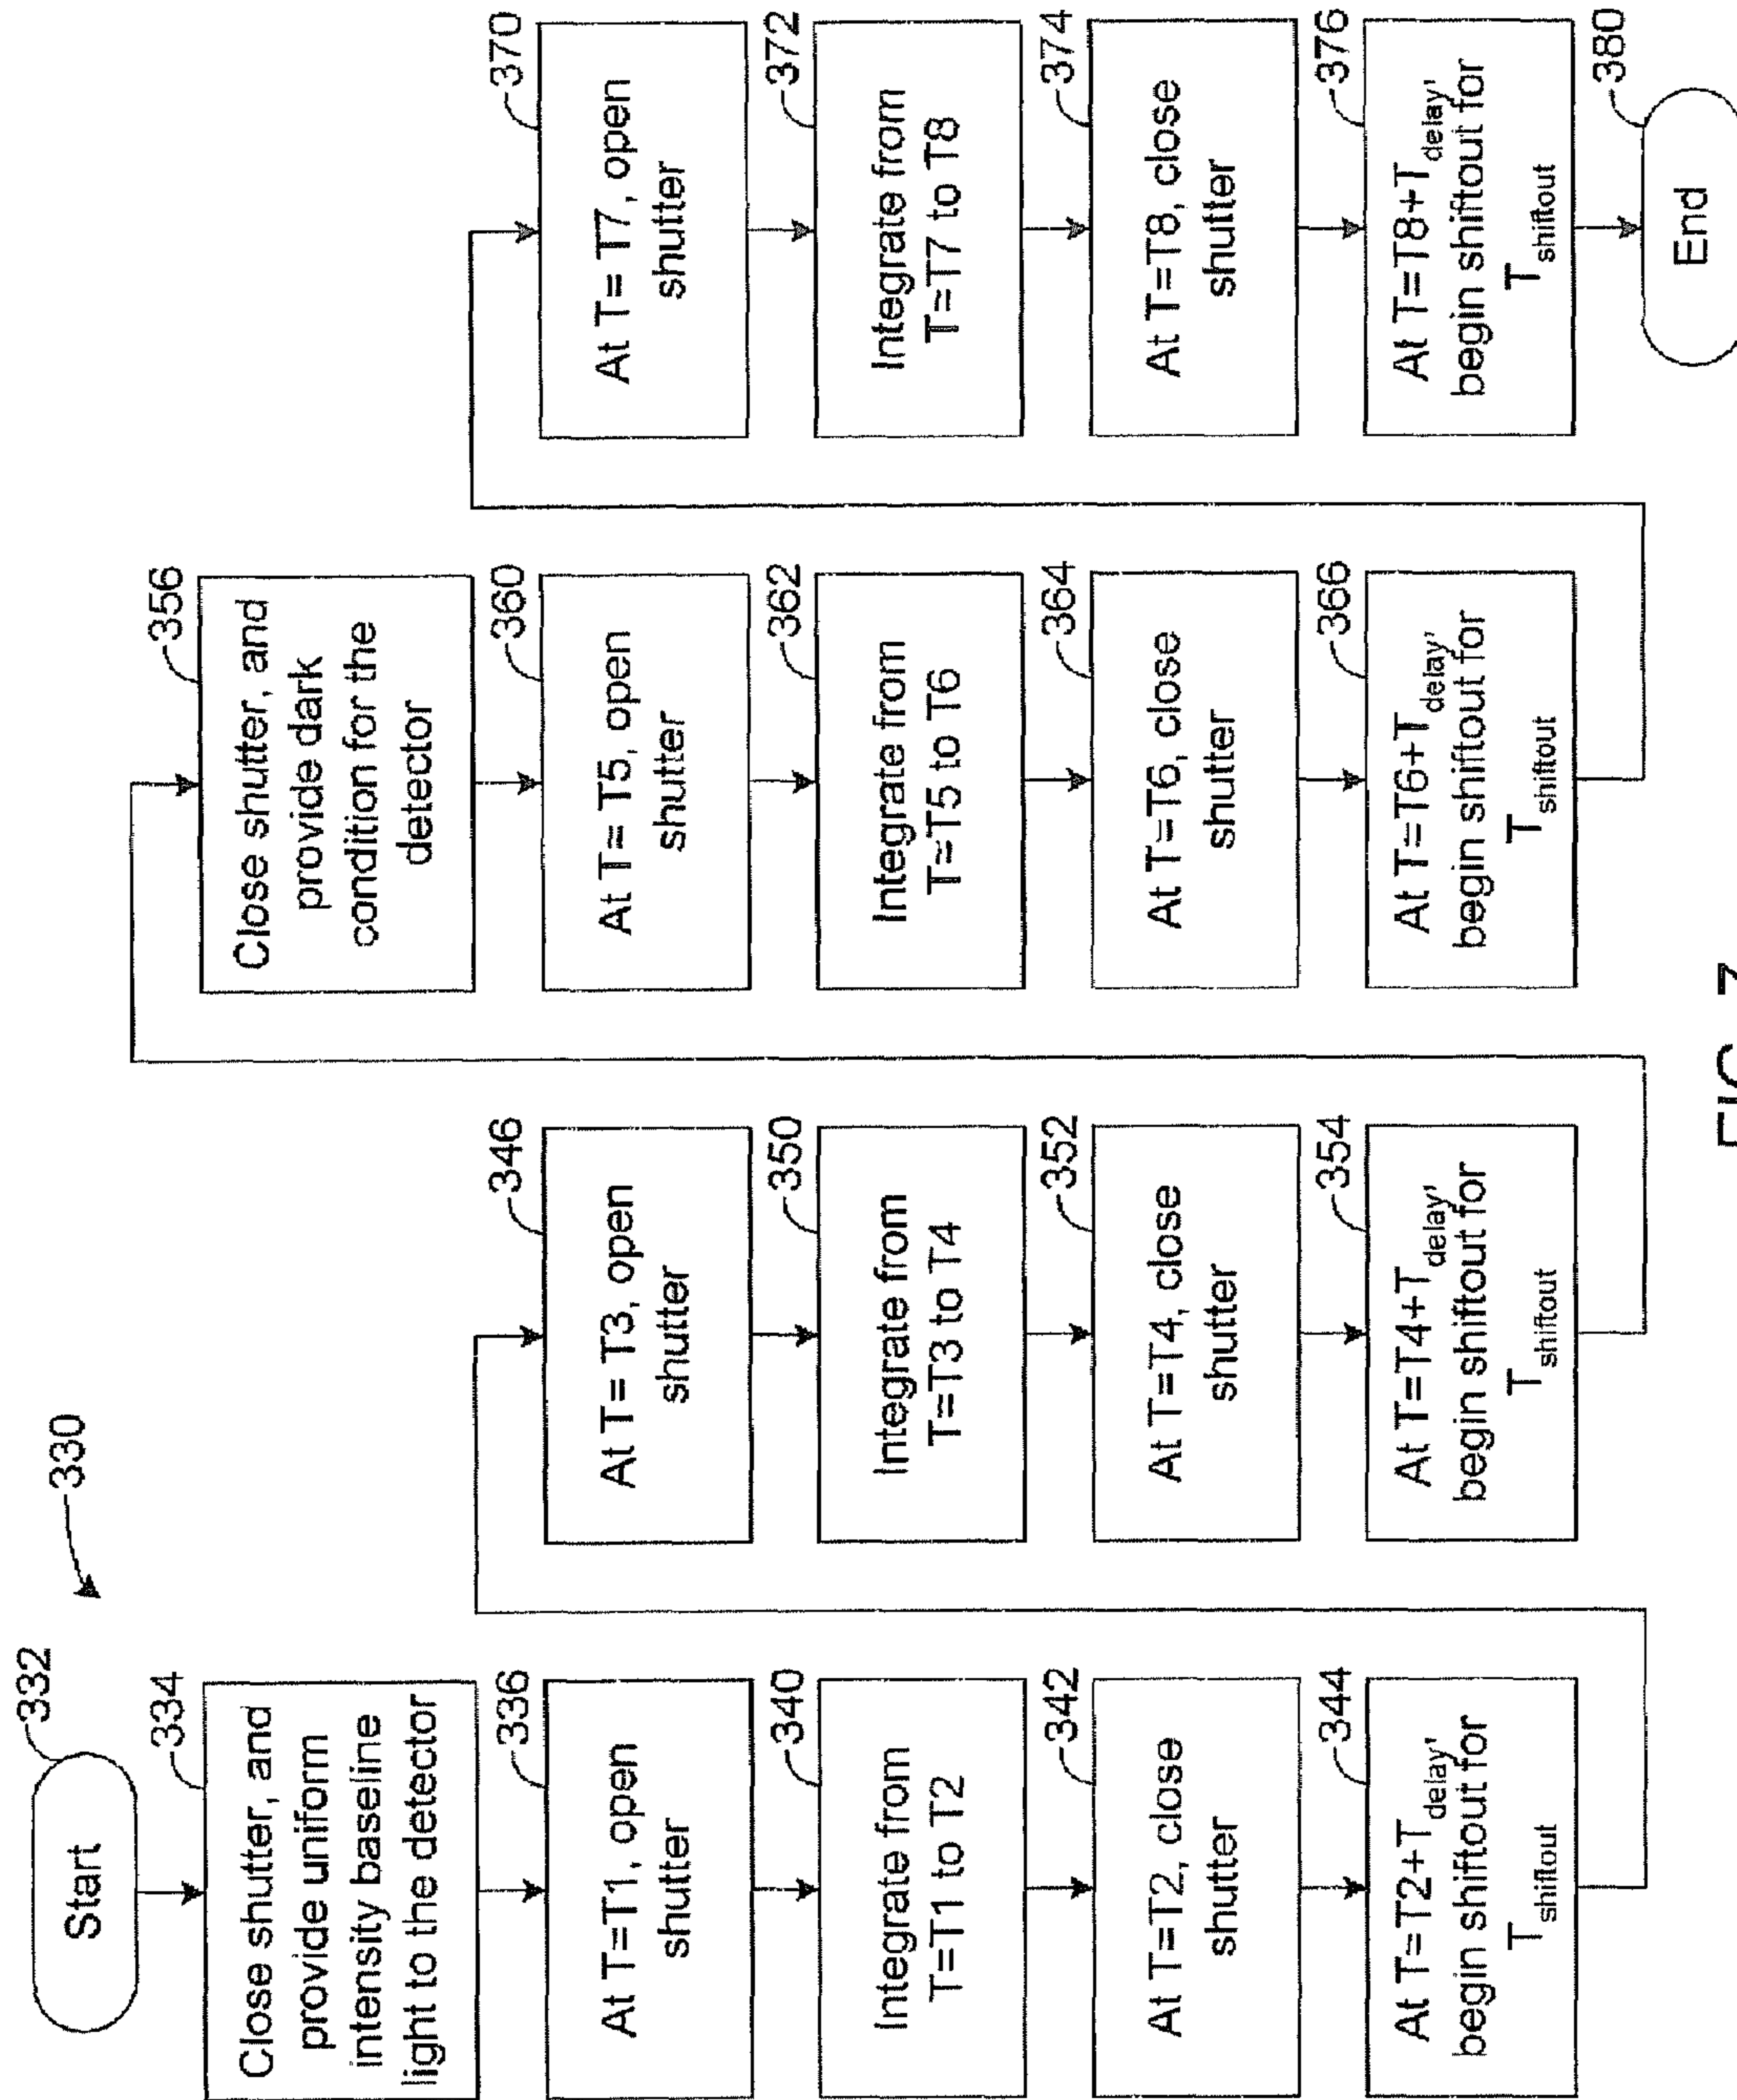 330
332
Start
334
Close shutter, and
provide uniform
intensity baseline
light to the detector
336
At T=T1, open
shutter
340
Integrate from
T=T1 to T2
342
At T=T2, close
shutter
344
At T=T2+Tdelay,
begin shiftout for
Tshiftout
346
At T= T3, open
shutter
350
Integrate from
T=T3 to T4
352
At T=T4, close
shutter
354
At T=T4+Tdelay,
begin shiftout for
Tshiftout
356
Close shutter, and
provide dark
condition for the
detector
360
At T= T5, open
shutter
362
Integrate from
T=T5 to T6
364
At T=T6, close
shutter
366
At T=T6+Tdelay,
begin shiftout for
Tshiftout
370
At T= T7, open
shutter
372
Integrate from
T=T7 to T8
374
At T=T8, close
shutter
376
At T=T8+Tdelay,
begin shiftout for
Tshiftout
380
End